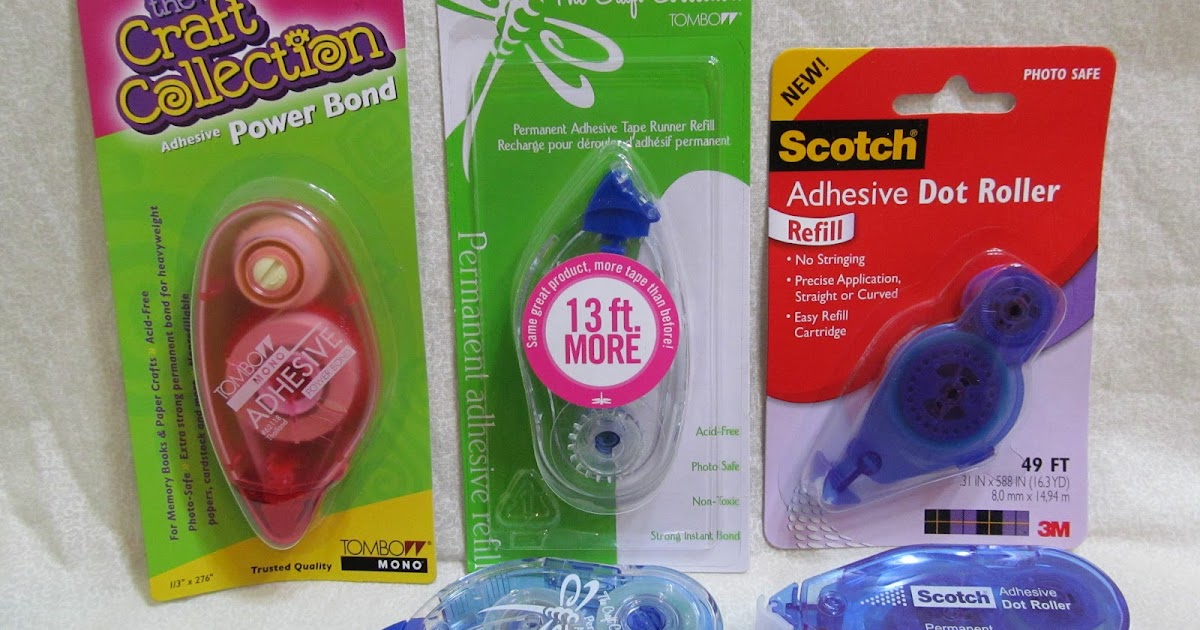 the
Craft
Collection
Adhesive Power Bond
For Memory Books & Paper Crafts Acid-Free
Photo-Safe Extra strong permanent bond for heavyweight
papers, cardstock and
TOMBOW
MONO
ADHESIVE
1/3" x 276"
Trusted Quality
TOMBOW
MONO
The Craft Collection
TOMBOW
Permanent Adhesive Tape Runner Refill
Recharge pour dérouleur d'adhésif permanent
Permanent adhesive refill
Same great product, more tape than before!
13 ft.
MORE
Acid-Free
Photo Safe
Non-Toxic
Strong Instant Bond
NEW!
PHOTO SAFE
Scotch®
Adhesive Dot Roller
Refill
• No Stringing
• Precise Application,
Straight or Curved
• Easy Refill
Cartridge
49 FT
.31 IN x 588 IN (16.3 YD)
8,0 mm x 14,94 m
3M
Scotch Adhesive
Dot Roller
Permanent